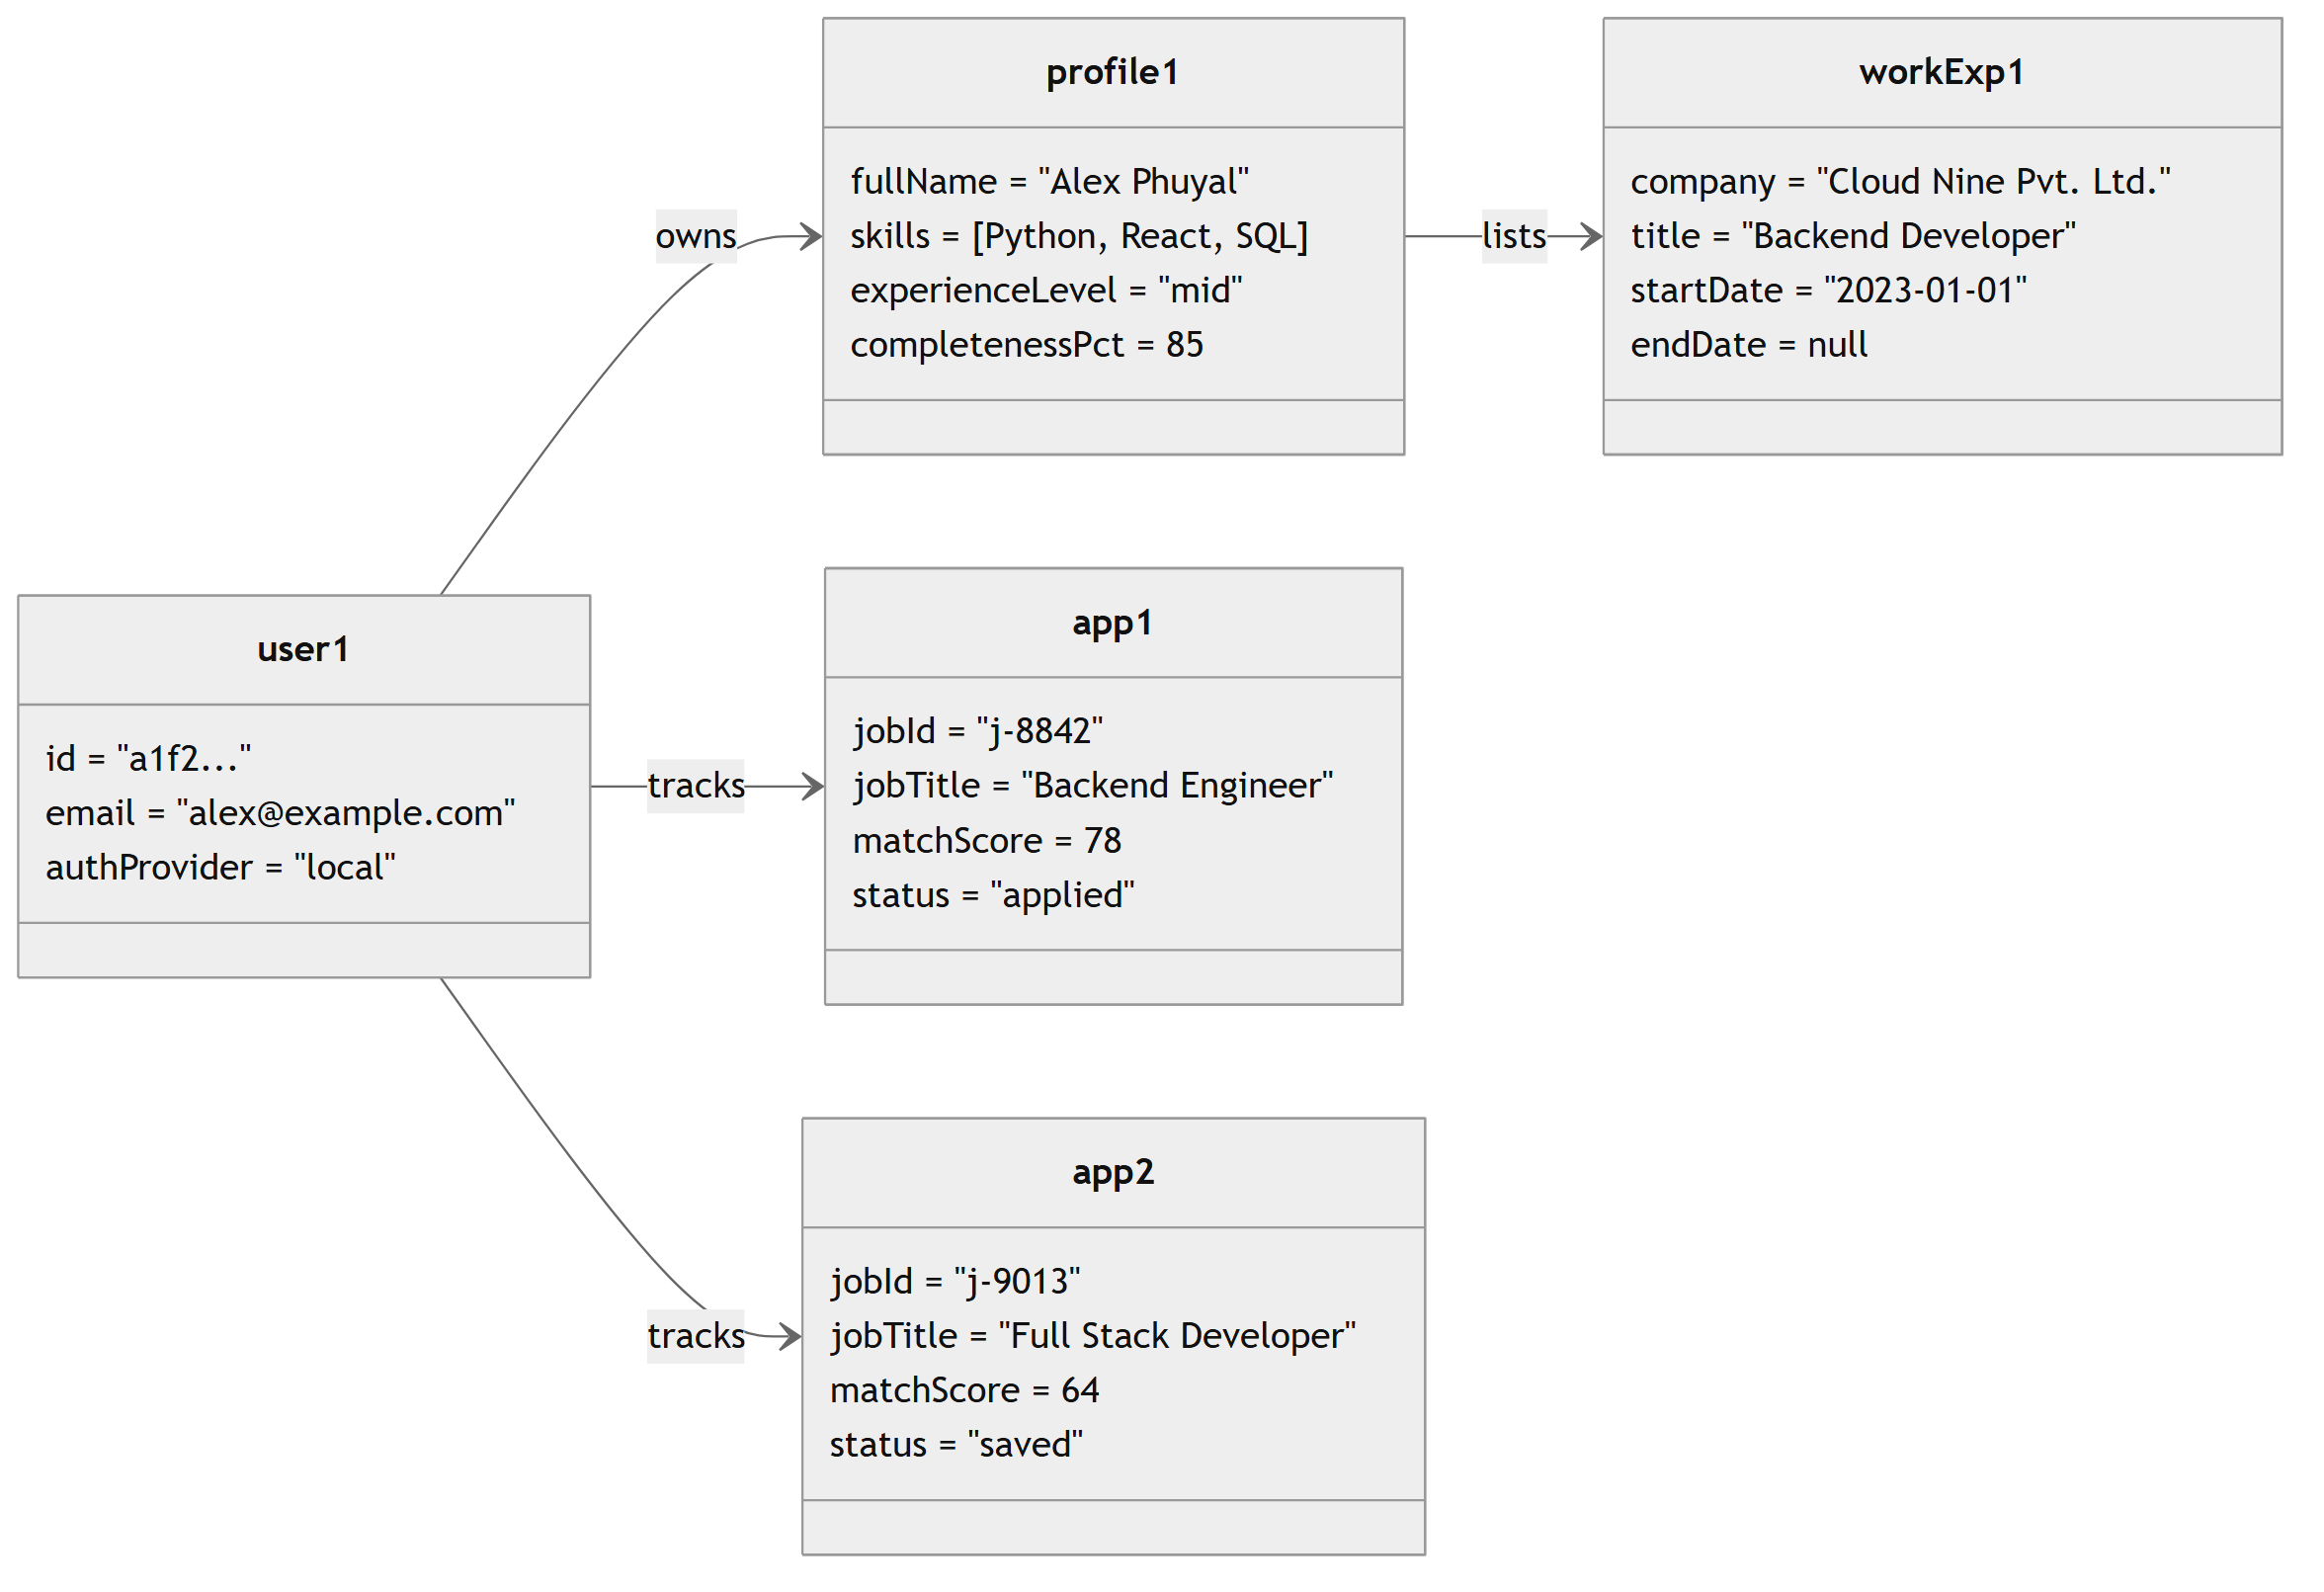 profile1
fullName = "Alex Phuyal"
skills = [Python, React, SQL]
experienceLevel = "mid"
completenessPct = 85
workExp1
company = "Cloud Nine Pvt. Ltd."
title = "Backend Developer"
startDate = "2023-01-01"
endDate = null
owns
lists
user1
id = "a1f2..."
email = "alex@example.com"
authProvider = "local"
tracks
app1
jobId = "j-8842"
jobTitle = "Backend Engineer"
matchScore = 78
status = "applied"
tracks
app2
jobId = "j-9013"
jobTitle = "Full Stack Developer"
matchScore = 64
status = "saved"